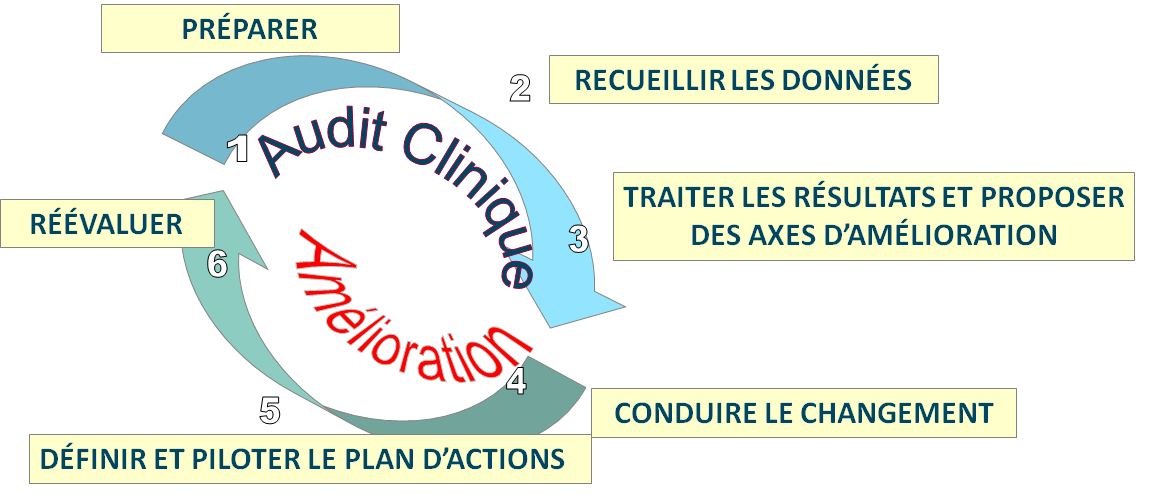 PRÉPARER
1
Audit Clinique
2
RECUEILLIR LES DONNÉES
3
TRAITER LES RÉSULTATS ET PROPOSER
DES AXES D’AMÉLIORATION
4
CONDUIRE LE CHANGEMENT
Amélioration
5
DÉFINIR ET PILOTER LE PLAN D’ACTIONS
6
RÉÉVALUER